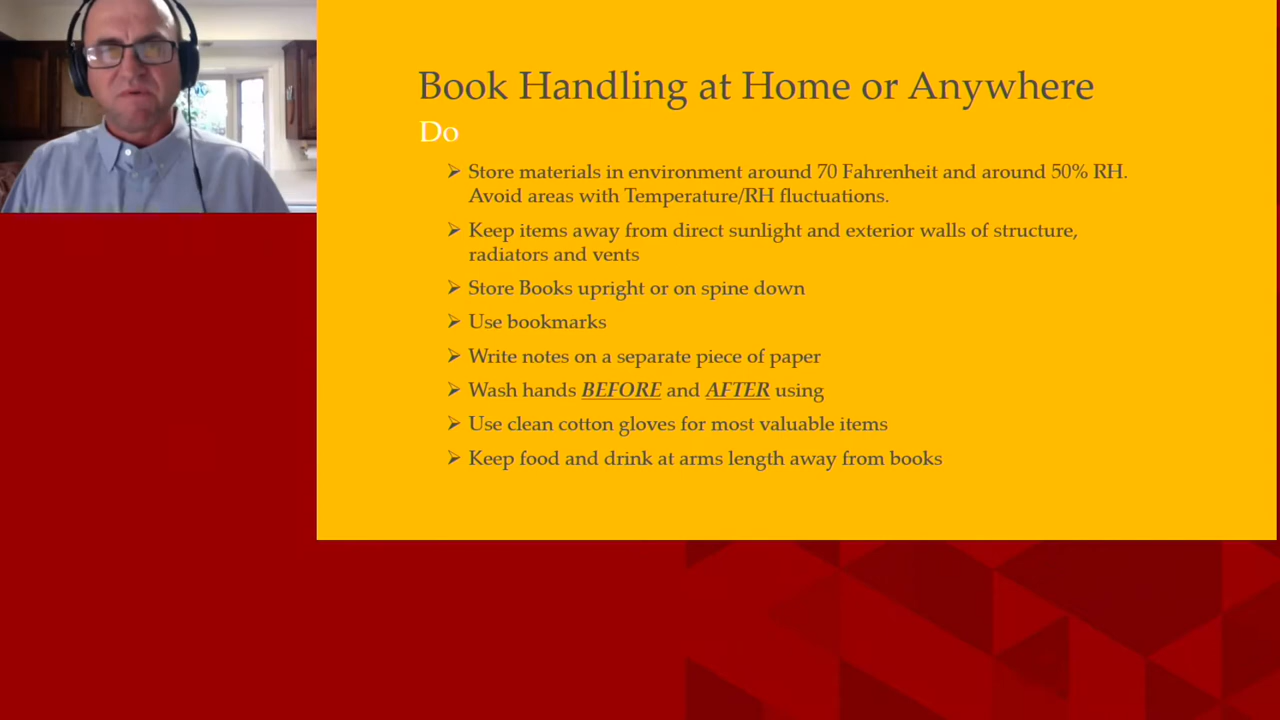 Book Handling at Home or Anywhere
Do
Store materials in environment around 70 Fahrenheit and around 50% RH.
Avoid areas with Temperature/RH fluctuations.
Keep items away from direct sunlight and exterior walls of structure,
radiators and vents
Store Books upright or on spine down
Use bookmarks
Write notes on a separate piece of paper
Wash hands BEFORE and AFTER using
Use clean cotton gloves for most valuable items
Keep food and drink at arms length away from books